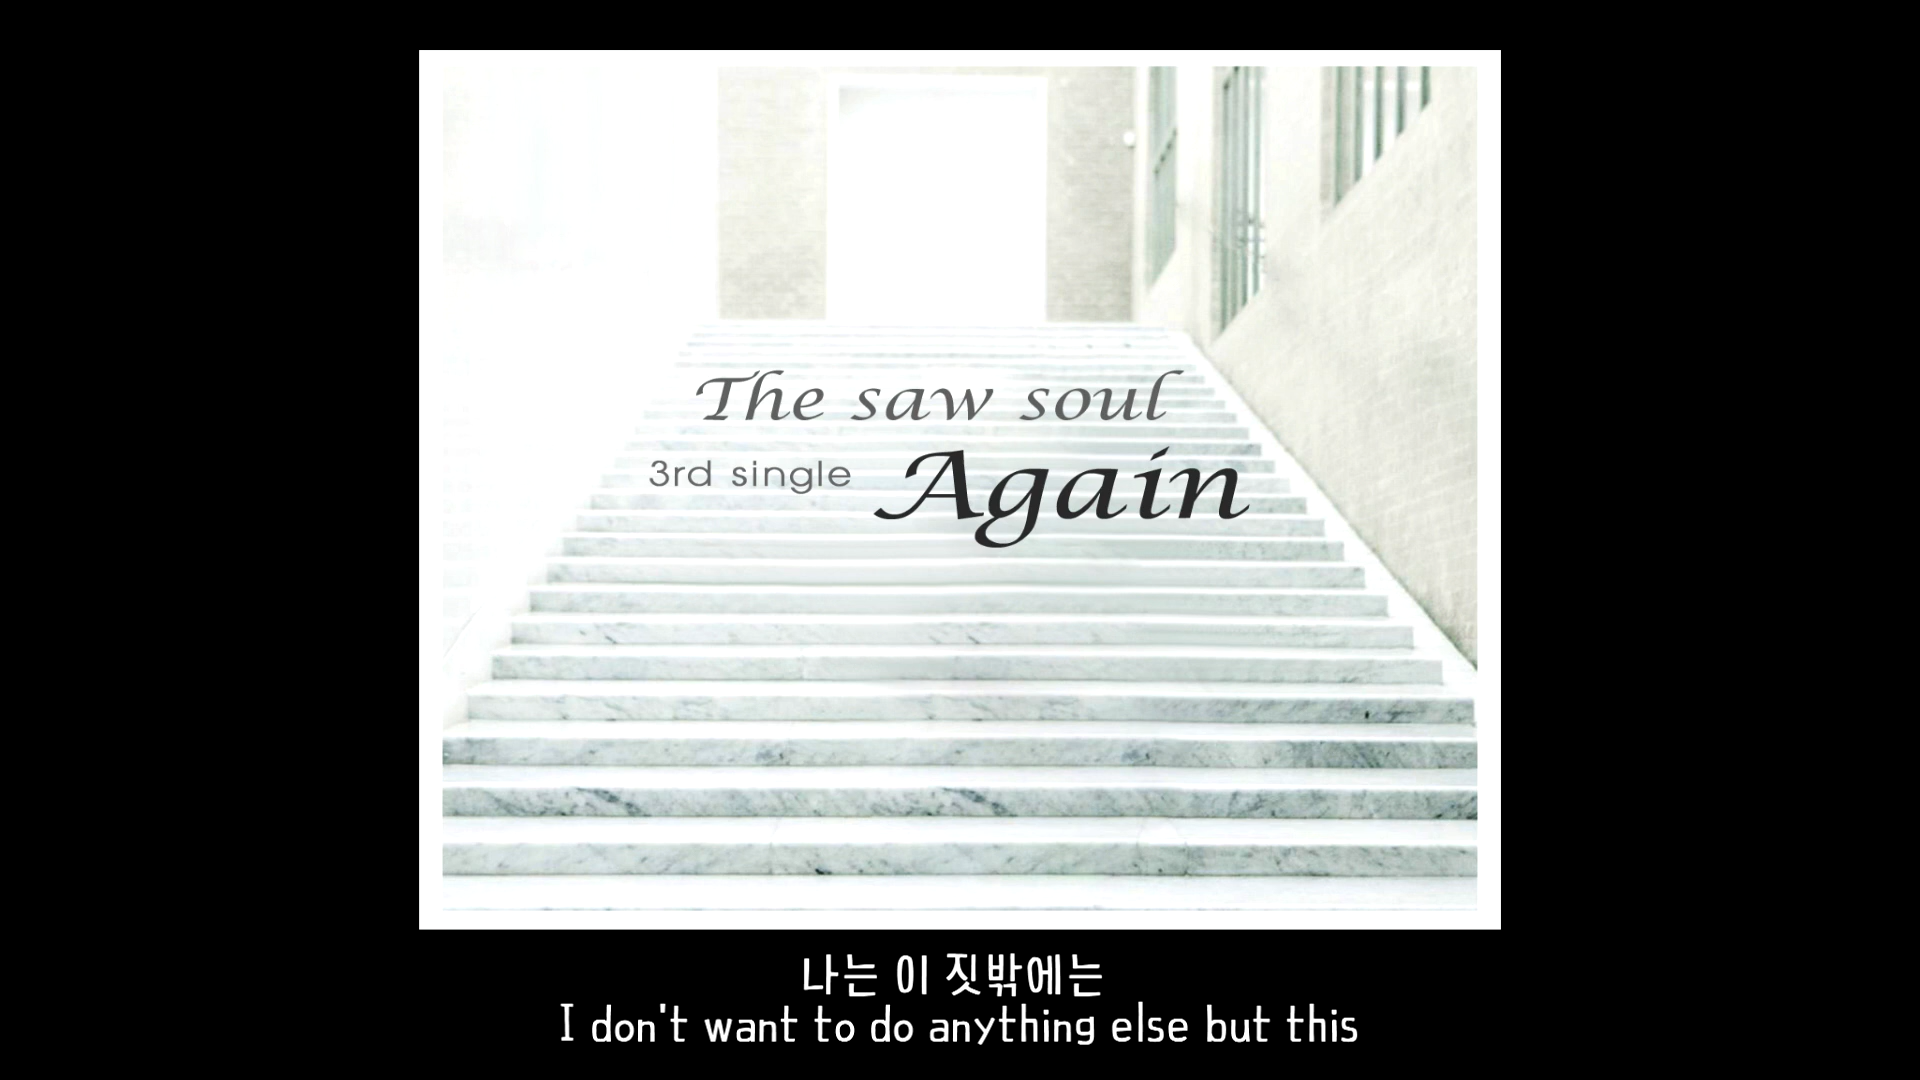 The saw soul
3rd single Again
나는 이 짓밖에는
I don't want to do anything else but this